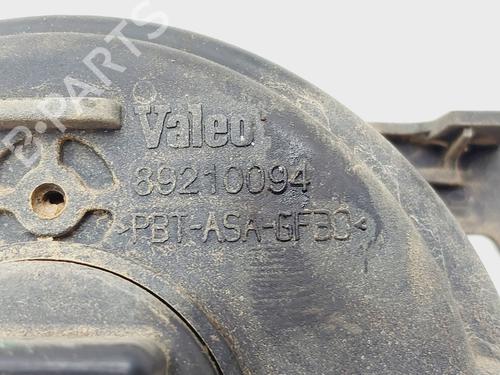 B-PARTS
Valeo
89210094
>PBT-ASA-GF30<